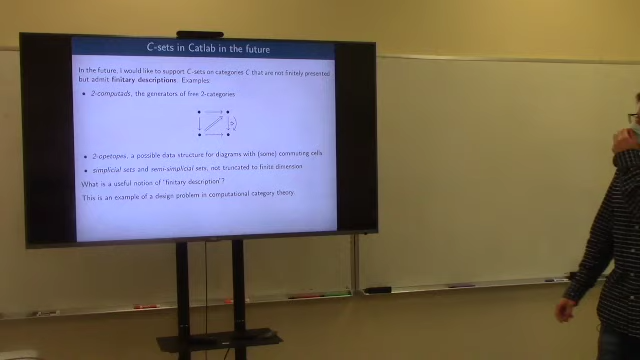 C-sets in Catlab in the future
In the future, I would like to support C-sets on categories C that are not finitely presented
but admit finitary descriptions. Examples:
• 2-computads, the generators of free 2-categories
• 2-opetopes, a possible data structure for diagrams with (some) commuting cells
• simplicial sets and semi-simplicial sets, not truncated to finite dimension
What is a useful notion of "finitary description"?
This is an example of a design problem in computational category theory